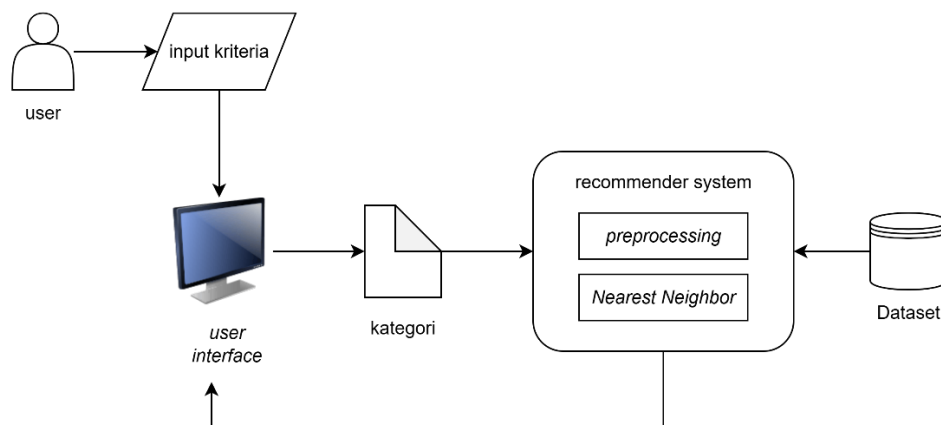 input kriteria
user
recommender system
preprocessing
Nearest Neighbor
Dataset
kategori
user
interface